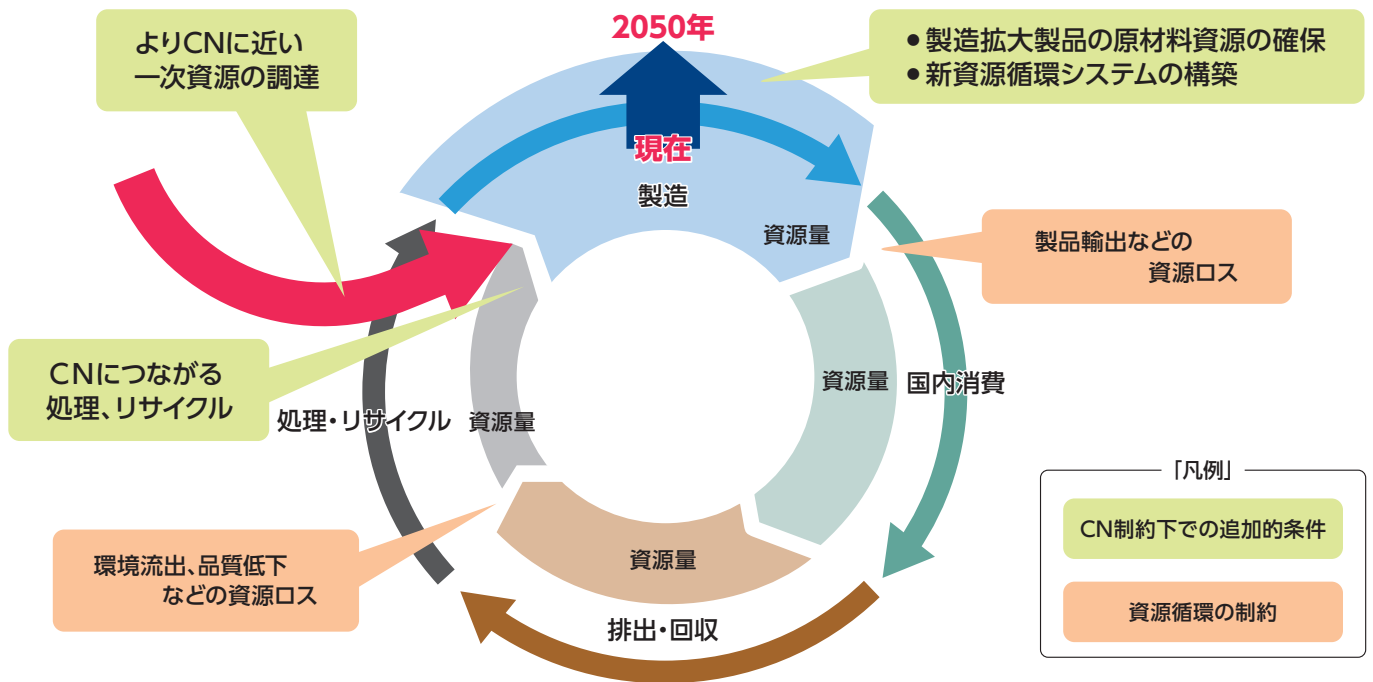 よりCNに近い
一次資源の調達
2050年
● 製造拡大製品の原材料資源の確保
● 新資源循環システムの構築
現在
製造
資源量
製品輸出などの
資源ロス
CNにつながる
処理、リサイクル
資源量
国内消費
処理・リサイクル
資源量
環境流出、品質低下
などの資源ロス
資源量
排出・回収
「凡例」
CN制約下での追加的条件
資源循環の制約